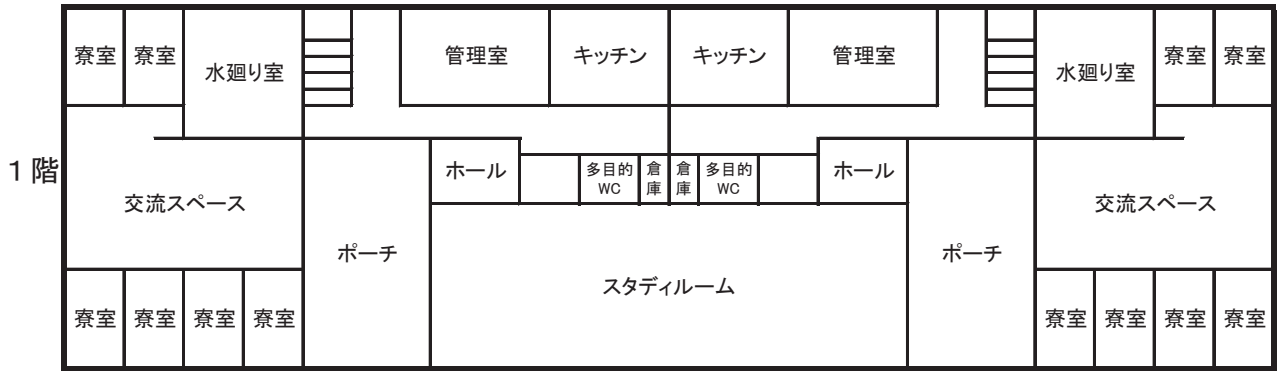 寮室 寮室 水廻り室 管理室 キッチン キッチン 管理室 水廻り室 寮室 寮室
1階
ホール 多目的WC 倉庫 倉庫 多目的WC ホール
交流スペース ポーチ スタディルーム ポーチ 交流スペース
寮室 寮室 寮室 寮室 寮室 寮室 寮室 寮室